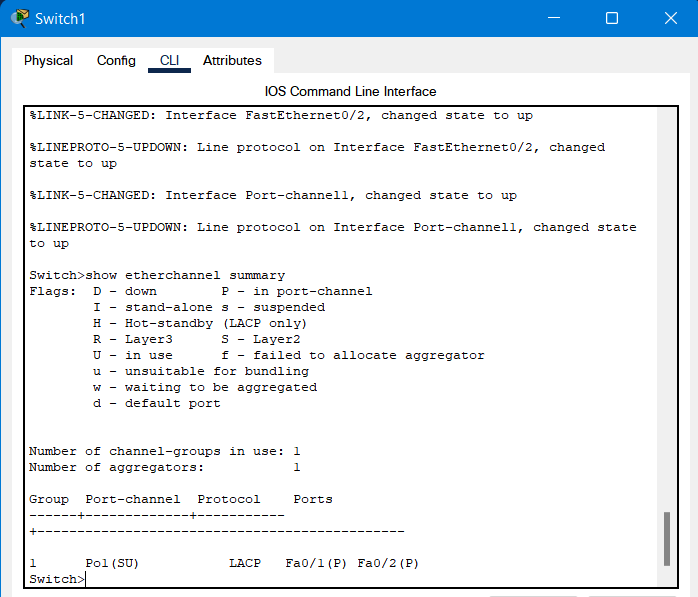 Switch1
Physical Config CLI Attributes
IOS Command Line Interface
%LINK-5-CHANGED: Interface FastEthernet0/2, changed state to up
%LINEPROTO-5-UPDOWN: Line protocol on Interface FastEthernet0/2, changed
state to up
%LINK-5-CHANGED: Interface Port-channel1, changed state to up
%LINEPROTO-5-UPDOWN: Line protocol on Interface Port-channel1, changed state
to up
Switch>show etherchannel summary
Flags:  D - down        P - in port-channel
        I - stand-alone s - suspended
        H - Hot-standby (LACP only)
        R - Layer3      S - Layer2
        U - in use      f - failed to allocate aggregator
        u - unsuitable for bundling
        w - waiting to be aggregated
        d - default port
Number of channel-groups in use: 1
Number of aggregators:           1
Group  Port-channel  Protocol    Ports
------+-------------+-----------
+----------------------------------------------
1      Po1(SU)           LACP   Fa0/1(P) Fa0/2(P)
Switch>